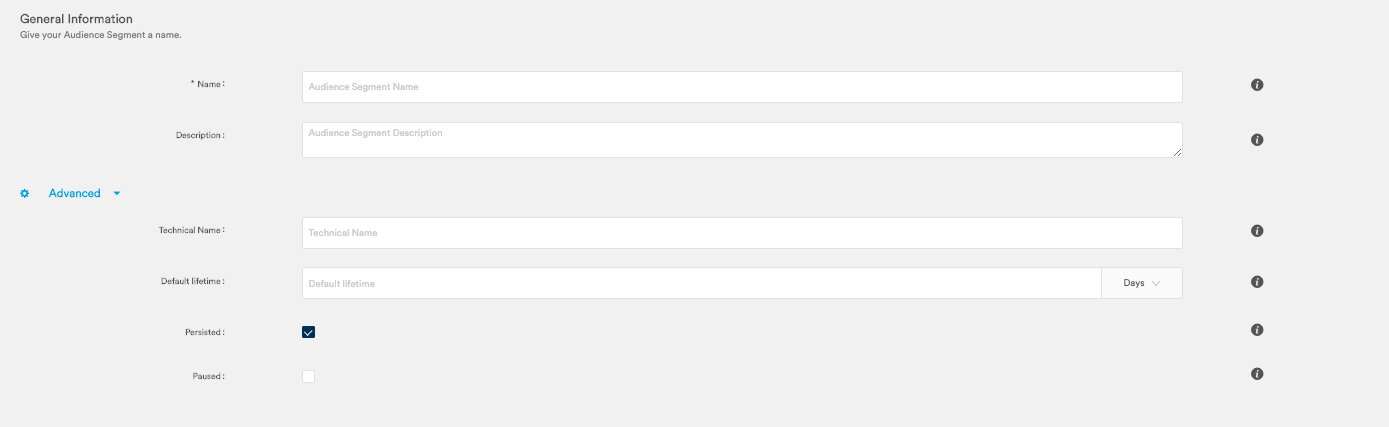 General Information
Give your Audience Segment a name.
* Name :
Audience Segment Name
Description :
Audience Segment Description
Advanced
Technical Name :
Technical Name
Default lifetime :
Default lifetime
Days
Persisted :
Paused :